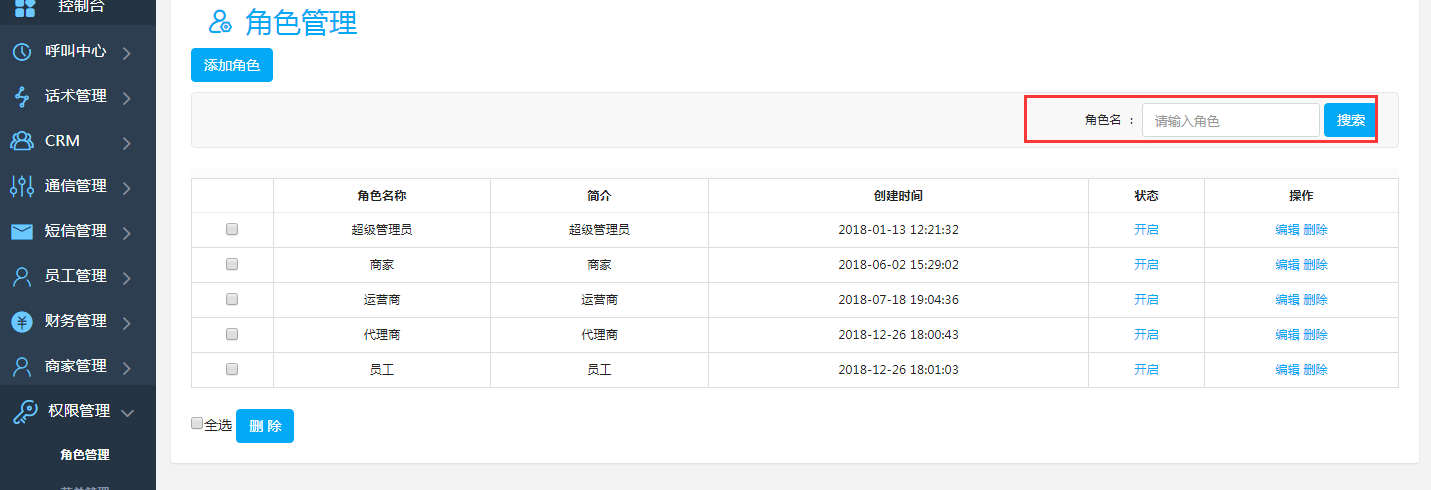 控制台
呼叫中心
话术管理
CRM
通信管理
短信管理
员工管理
财务管理
商家管理
权限管理
角色管理
角色管理
添加角色
角色名 : 请输入角色 搜索
角色名称 简介 创建时间 状态 操作
超级管理员 超级管理员 2018-01-13 12:21:32 开启 编辑 删除
商家 商家 2018-06-02 15:29:02 开启 编辑 删除
运营商 运营商 2018-07-18 19:04:36 开启 编辑 删除
代理商 代理商 2018-12-26 18:00:43 开启 编辑 删除
员工 员工 2018-12-26 18:01:03 开启 编辑 删除
全选 删 除